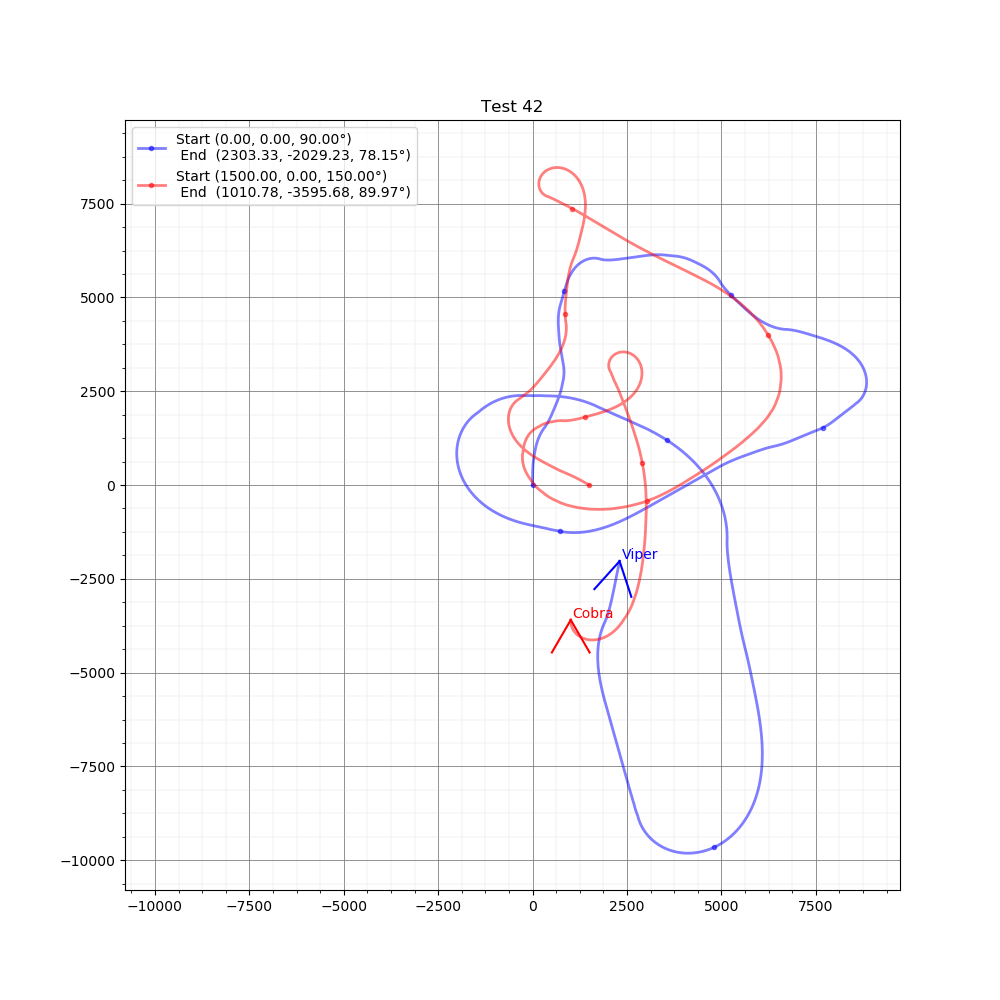 Test 42
Start (0.00, 0.00, 90.00°)
End (2303.33, -2029.23, 78.15°)
Start (1500.00, 0.00, 150.00°)
End (1010.78, -3595.68, 89.97°)
7500
5000
2500
0
−2500
−5000
−7500
−10000
Viper
Cobra
−10000 −7500 −5000 −2500 0 2500 5000 7500